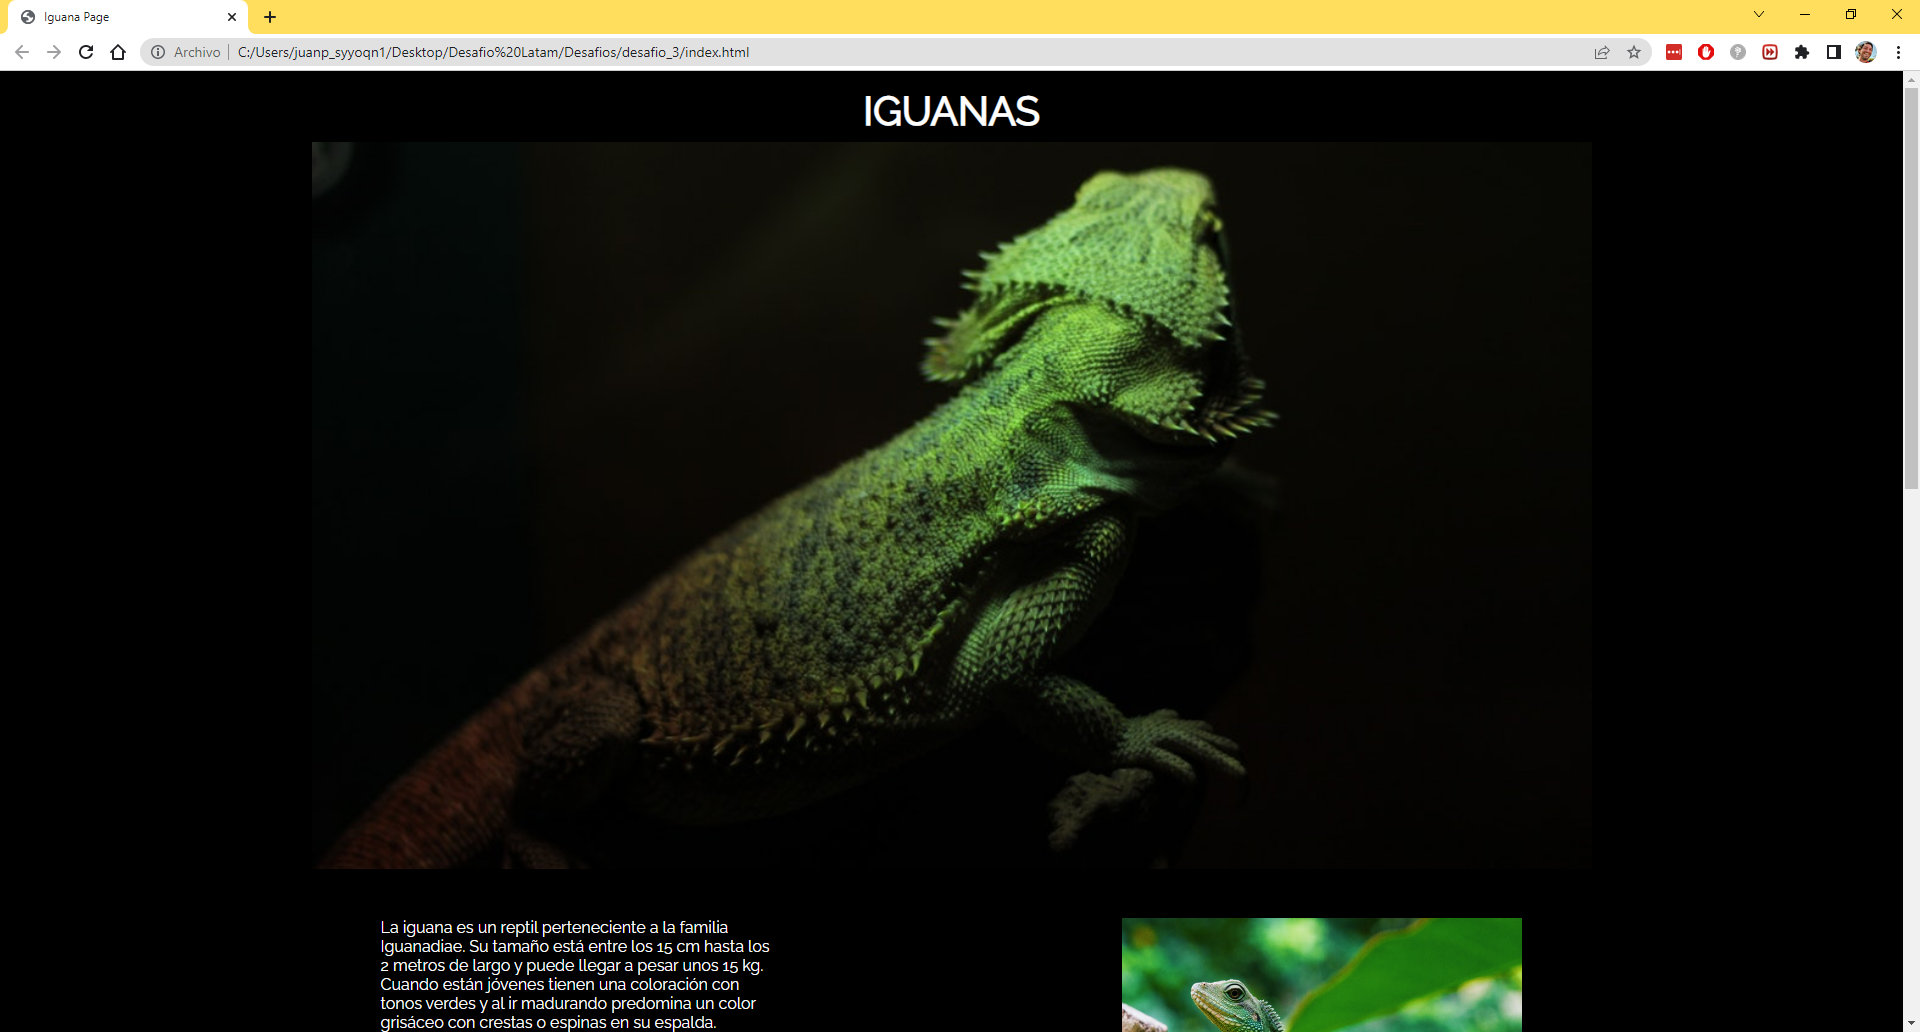 Iguana Page
Archivo | C:/Users/juanp_syyoqn1/Desktop/Desafio%20Latam/Desafios/desafio_3/index.html
IGUANAS
La iguana es un reptil perteneciente a la familia
Iguanadiae. Su tamaño está entre los 15 cm hasta los
2 metros de largo y puede llegar a pesar unos 15 kg.
Cuando están jóvenes tienen una coloración con
tonos verdes y al ir madurando predomina un color
grisáceo con crestas o espinas en su espalda.